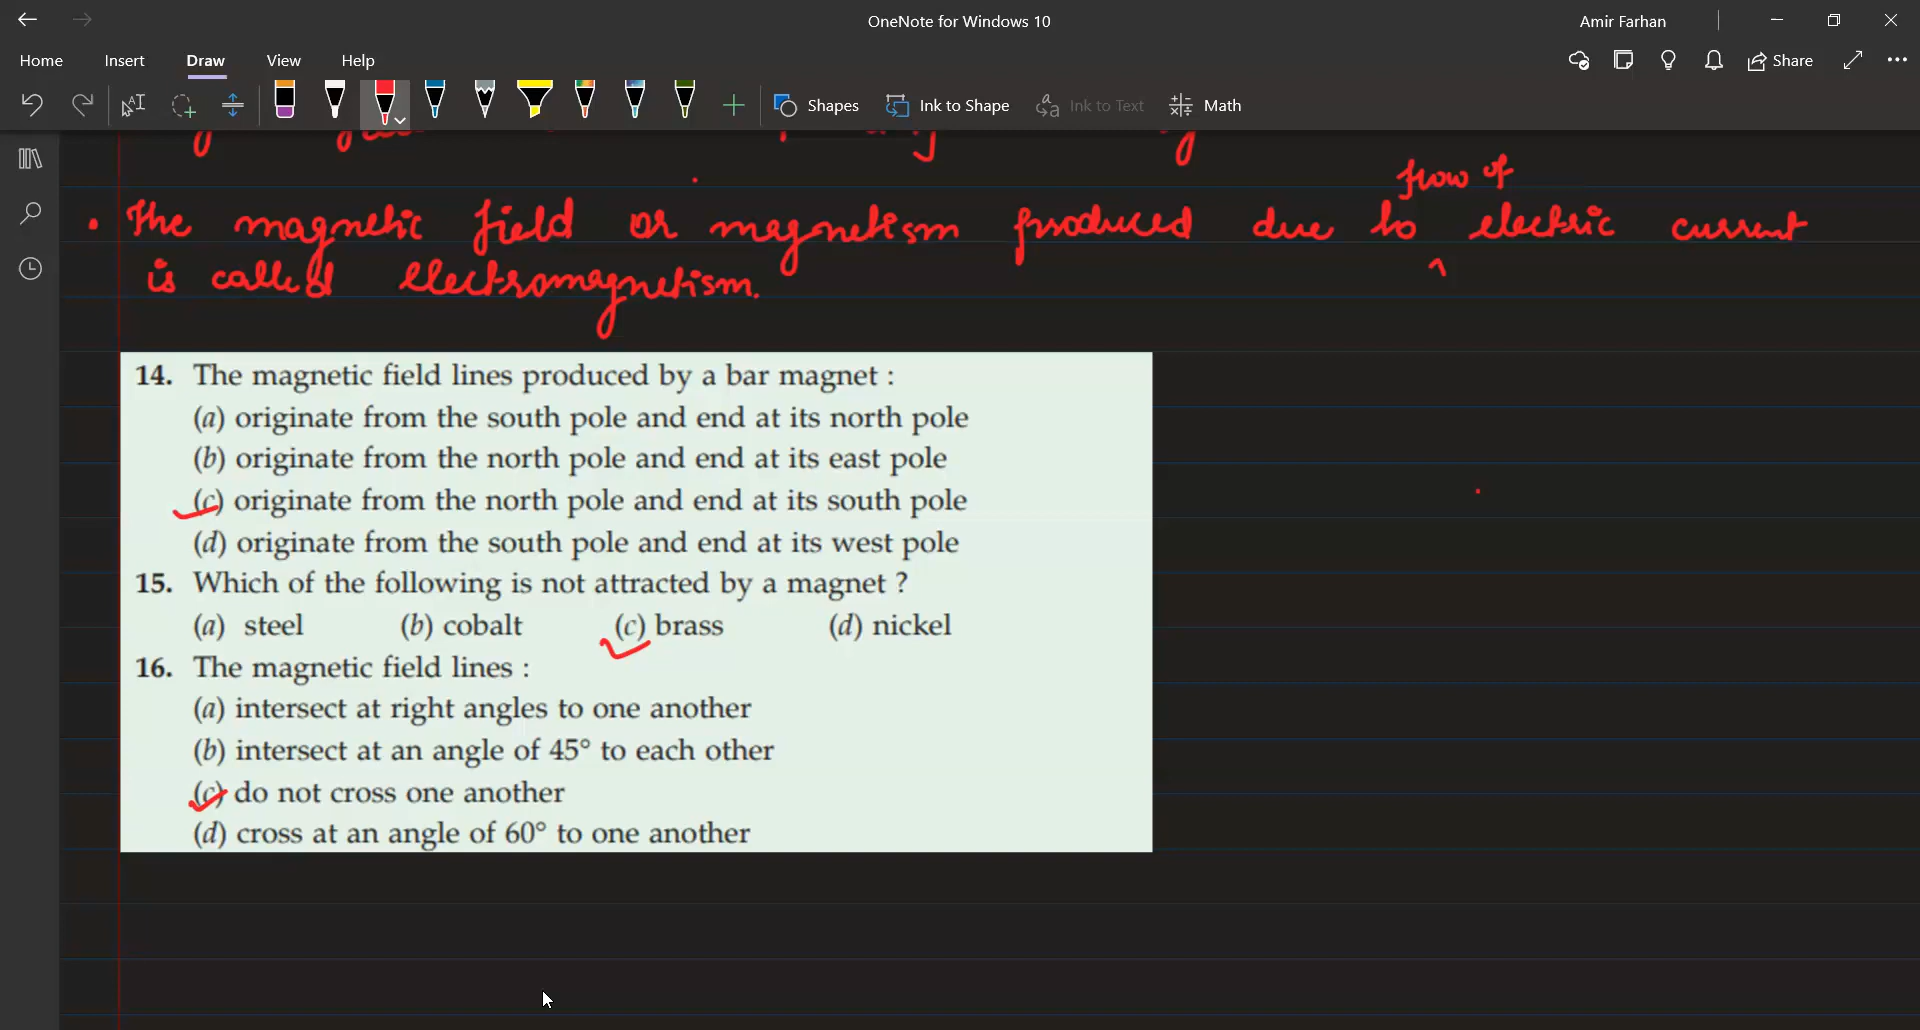 OneNote for Windows 10
Amir Farhan
Home Insert Draw View Help
Share
Shapes Ink to Shape Ink to Text Math
flow of
• The magnetic field or magnetism produced due to ^ electric current
is called electromagnetism.
14. The magnetic field lines produced by a bar magnet :
(a) originate from the south pole and end at its north pole
(b) originate from the north pole and end at its east pole
(c) originate from the north pole and end at its south pole
(d) originate from the south pole and end at its west pole
15. Which of the following is not attracted by a magnet ?
(a) steel (b) cobalt (c) brass (d) nickel
16. The magnetic field lines :
(a) intersect at right angles to one another
(b) intersect at an angle of 45° to each other
(c) do not cross one another
(d) cross at an angle of 60° to one another